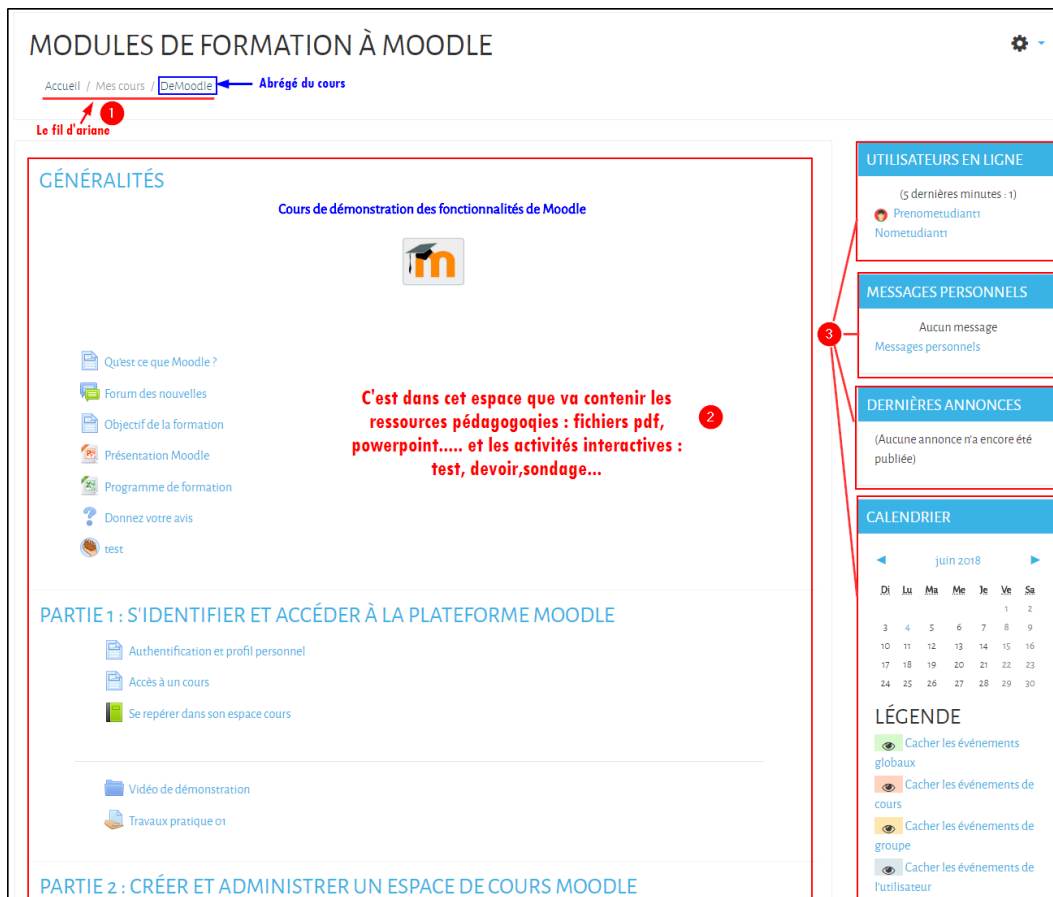 MODULES DE FORMATION À MOODLE
Accueil / Mes cours / DeMoodle
Abrégé du cours
1
Le fil d'ariane
GÉNÉRALITÉS
Cours de démonstration des fonctionnalités de Moodle
m
Qu'est ce que Moodle ?
Forum des nouvelles
Objectif de la formation
Présentation Moodle
Programme de formation
Donnez votre avis
test
C'est dans cet espace que va contenir les
ressources pédagogoqies : fichiers pdf,
powerpoint..... et les activités interactives :
test, devoir,sondage...
2
PARTIE 1 : S'IDENTIFIER ET ACCÉDER À LA PLATEFORME MOODLE
Authentification et profil personnel
Accès à un cours
Se repérer dans son espace cours
Vidéo de démonstration
Travaux pratique 01
PARTIE 2 : CRÉER ET ADMINISTRER UN ESPACE DE COURS MOODLE
3
UTILISATEURS EN LIGNE
(5 dernières minutes : 1)
Prenometudiant1
Nometudiant1
MESSAGES PERSONNELS
Aucun message
Messages personnels
DERNIÈRES ANNONCES
(Aucune annonce n'a encore été
publiée)
CALENDRIER
◄ juin 2018 ►
Di Lu Ma Me Je Ve Sa
1 2
3 4 5 6 7 8 9
10 11 12 13 14 15 16
17 18 19 20 21 22 23
24 25 26 27 28 29 30
LÉGENDE
Cacher les événements
globaux
Cacher les événements de
cours
Cacher les événements de
groupe
Cacher les événements de
l'utilisateur